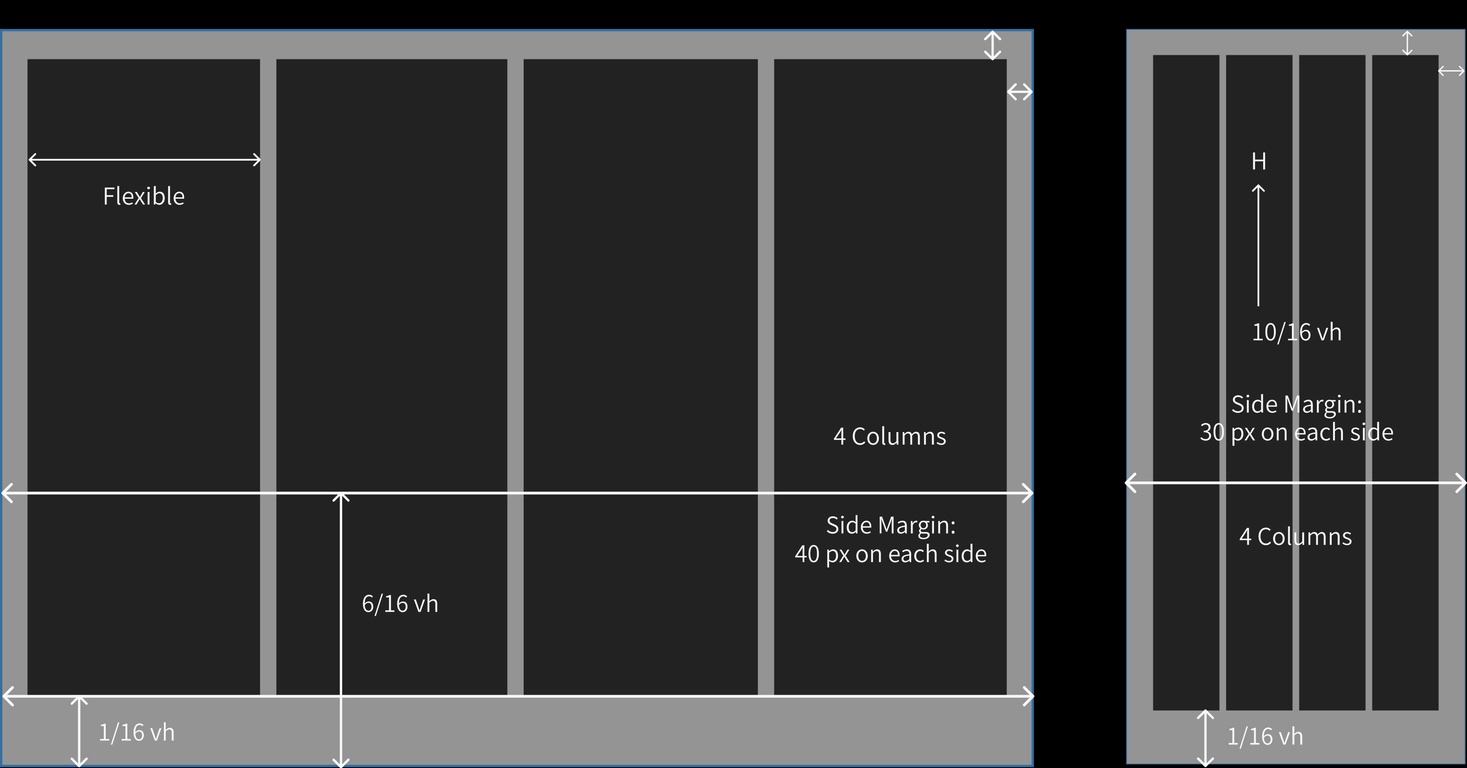 Flexible
4 Columns
Side Margin:
40 px on each side
6/16 vh
1/16 vh
H
10/16 vh
Side Margin:
30 px on each side
4 Columns
1/16 vh